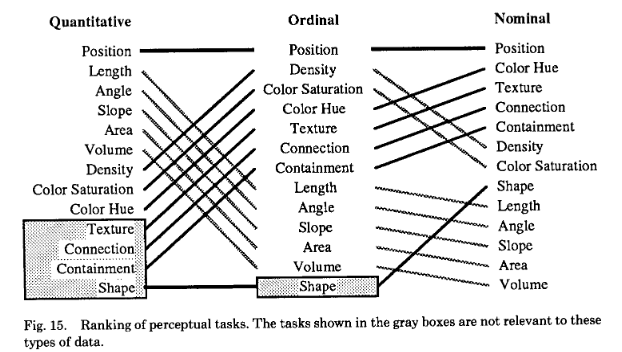 Quantitative
Ordinal
Nominal
Position
Length
Angle
Slope
Area
Volume
Density
Color Saturation
Color Hue
Texture
Connection
Containment
Shape
Position
Density
Color Saturation
Color Hue
Texture
Connection
Containment
Length
Angle
Slope
Area
Volume
Shape
Position
Color Hue
Texture
Connection
Containment
Density
Color Saturation
Shape
Length
Angle
Slope
Area
Volume
Fig. 15. Ranking of perceptual tasks. The tasks shown in the gray boxes are not relevant to these
types of data.